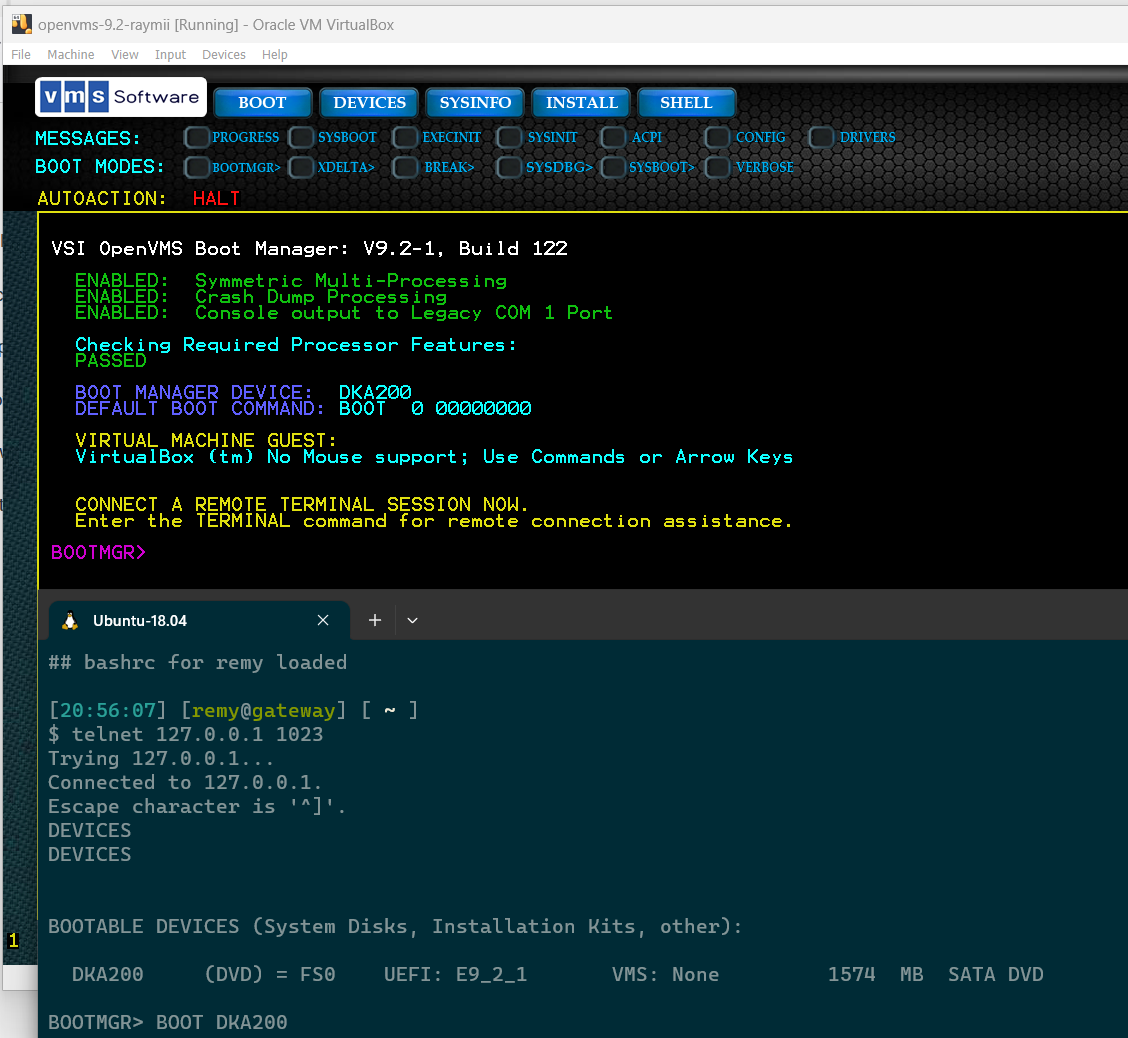 openvms-9.2-raymii [Running] - Oracle VM VirtualBox
File Machine View Input Devices Help
vms Software BOOT DEVICES SYSINFO INSTALL SHELL
MESSAGES: PROGRESS SYSBOOT EXECINIT SYSINIT ACPI CONFIG DRIVERS
BOOT MODES: BOOTMGR> XDELTA> BREAK> SYSDBG> SYSBOOT> VERBOSE
AUTOACTION: HALT
VSI OpenVMS Boot Manager: V9.2-1, Build 122
ENABLED: Symmetric Multi-Processing
ENABLED: Crash Dump Processing
ENABLED: Console output to Legacy COM 1 Port
Checking Required Processor Features:
PASSED
BOOT MANAGER DEVICE: DKA200
DEFAULT BOOT COMMAND: BOOT 0 00000000
VIRTUAL MACHINE GUEST:
VirtualBox (tm) No Mouse support; Use Commands or Arrow Keys
CONNECT A REMOTE TERMINAL SESSION NOW.
Enter the TERMINAL command for remote connection assistance.
BOOTMGR>
Ubuntu-18.04
## bashrc for remy loaded
[20:56:07] [remy@gateway] [ ~ ]
$ telnet 127.0.0.1 1023
Trying 127.0.0.1...
Connected to 127.0.0.1.
Escape character is '^]'.
DEVICES
DEVICES
BOOTABLE DEVICES (System Disks, Installation Kits, other):
1
DKA200 (DVD) = FS0 UEFI: E9_2_1 VMS: None 1574 MB SATA DVD
BOOTMGR> BOOT DKA200